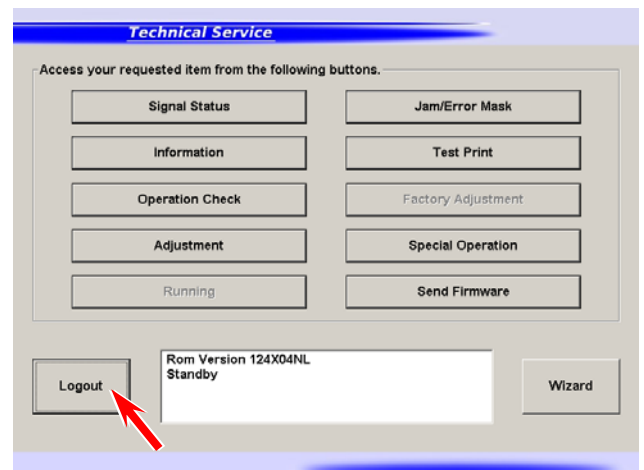 Technical Service
Access your requested item from the following buttons.
Signal Status
Jam/Error Mask
Information
Test Print
Operation Check
Factory Adjustment
Adjustment
Special Operation
Running
Send Firmware
Logout
Rom Version 124X04NL
Standby
Wizard